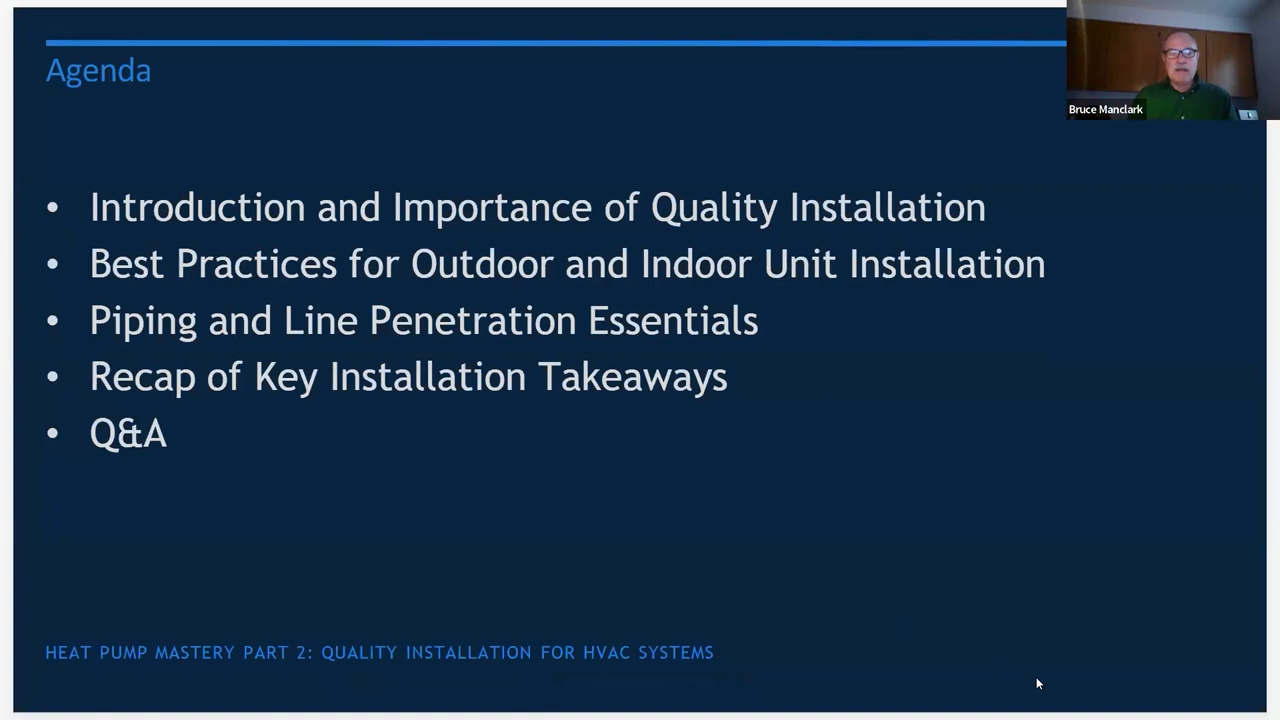 Agenda
Bruce Manclark
• Introduction and Importance of Quality Installation
• Best Practices for Outdoor and Indoor Unit Installation
• Piping and Line Penetration Essentials
• Recap of Key Installation Takeaways
• Q&A
HEAT PUMP MASTERY PART 2: QUALITY INSTALLATION FOR HVAC SYSTEMS